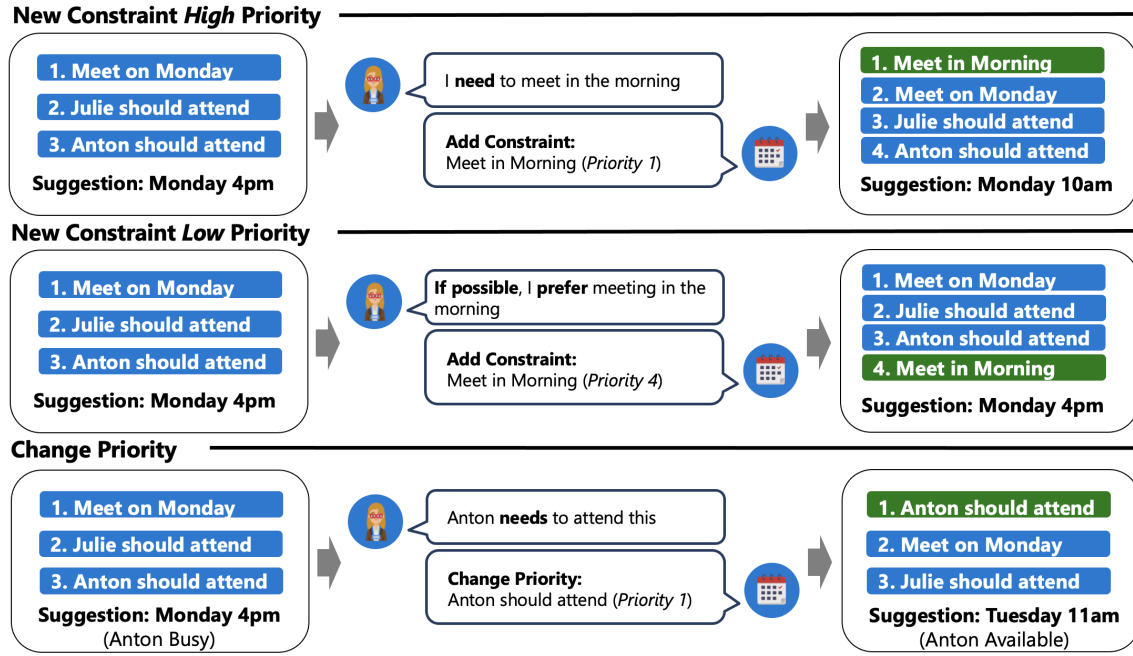 New Constraint High Priority
1. Meet on Monday
2. Julie should attend
3. Anton should attend
Suggestion: Monday 4pm
I need to meet in the morning
Add Constraint:
Meet in Morning (Priority 1)
1. Meet in Morning
2. Meet on Monday
3. Julie should attend
4. Anton should attend
Suggestion: Monday 10am
New Constraint Low Priority
1. Meet on Monday
2. Julie should attend
3. Anton should attend
Suggestion: Monday 4pm
If possible, I prefer meeting in the
morning
Add Constraint:
Meet in Morning (Priority 4)
1. Meet on Monday
2. Julie should attend
3. Anton should attend
4. Meet in Morning
Suggestion: Monday 4pm
Change Priority
1. Meet on Monday
2. Julie should attend
3. Anton should attend
Suggestion: Monday 4pm
(Anton Busy)
Anton needs to attend this
Change Priority:
Anton should attend (Priority 1)
1. Anton should attend
2. Meet on Monday
3. Julie should attend
Suggestion: Tuesday 11am
(Anton Available)